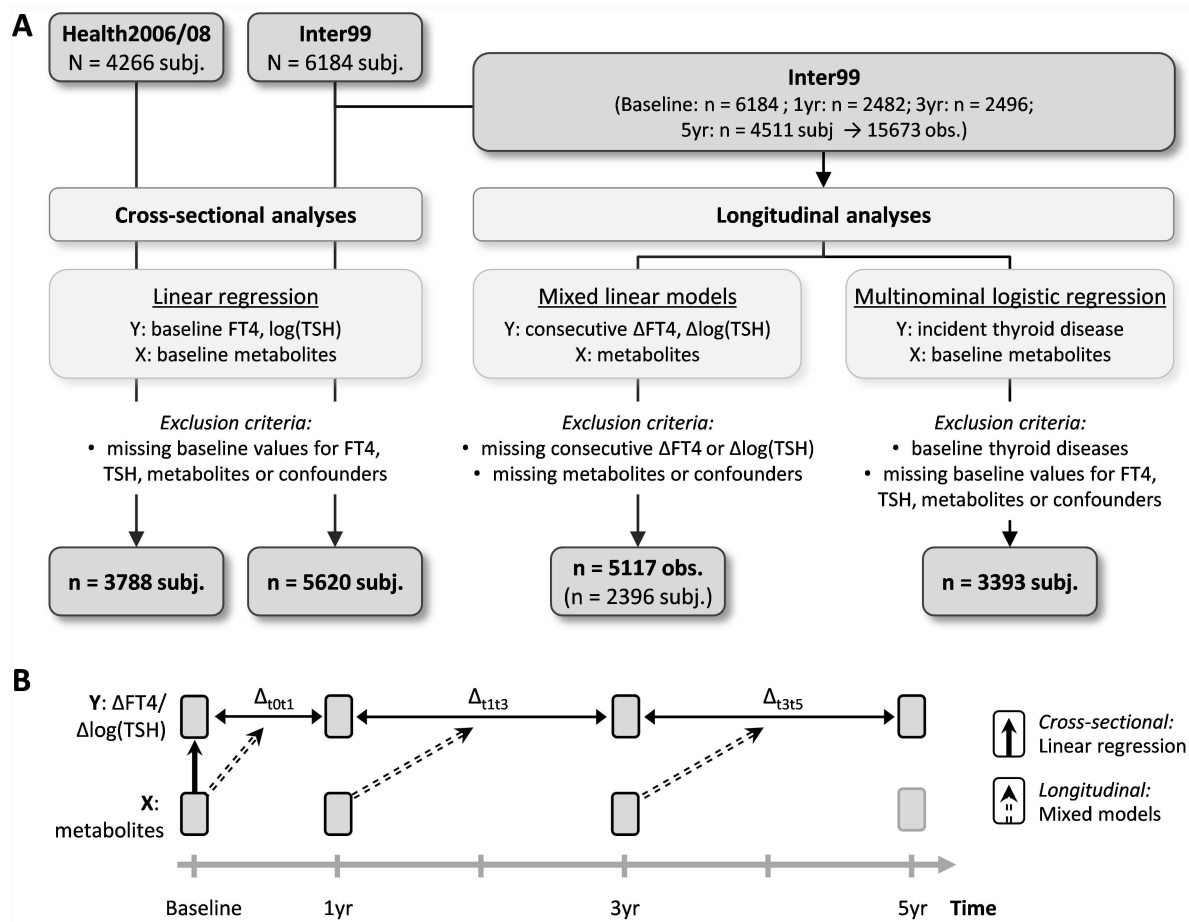 A
Health2006/08
N = 4266 subj.
Inter99
N = 6184 subj.
Inter99
(Baseline: n = 6184 ; 1yr: n = 2482; 3yr: n = 2496;
5yr: n = 4511 subj → 15673 obs.)
Cross-sectional analyses
Longitudinal analyses
Linear regression
Y: baseline FT4, log(TSH)
X: baseline metabolites
Mixed linear models
Y: consecutive ΔFT4, Δlog(TSH)
X: metabolites
Multinominal logistic regression
Y: incident thyroid disease
X: baseline metabolites
Exclusion criteria:
• missing baseline values for FT4,
TSH, metabolites or confounders
Exclusion criteria:
• missing consecutive ΔFT4 or Δlog(TSH)
• missing metabolites or confounders
Exclusion criteria:
• baseline thyroid diseases
• missing baseline values for FT4,
TSH, metabolites or confounders
n = 3788 subj.
n = 5620 subj.
n = 5117 obs.
(n = 2396 subj.)
n = 3393 subj.
B
Y: ΔFT4/
Δlog(TSH)
Δt0t1
Δt1t3
Δt3t5
X:
metabolites
Cross-sectional:
Linear regression
Longitudinal:
Mixed models
Baseline 1yr 3yr 5yr Time